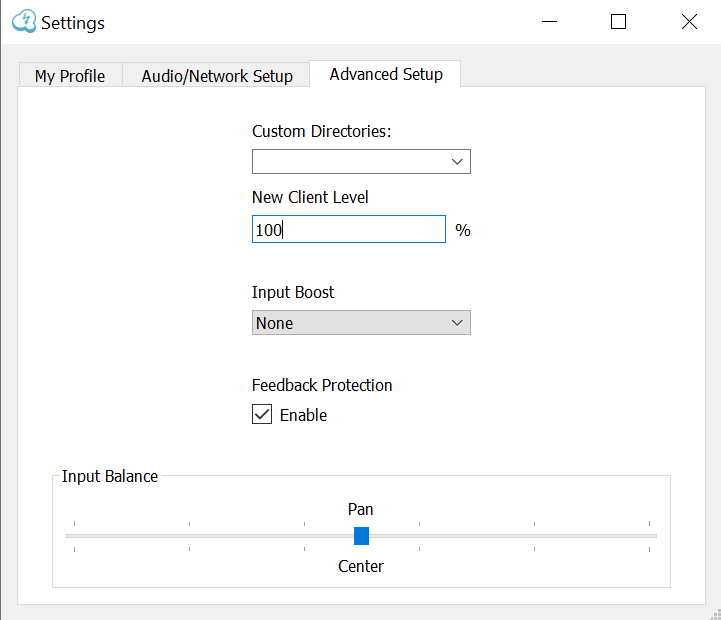 Settings
My Profile
Audio/Network Setup
Advanced Setup
Custom Directories:
New Client Level
100 %
Input Boost
None
Feedback Protection
Enable
Input Balance
Pan
Center